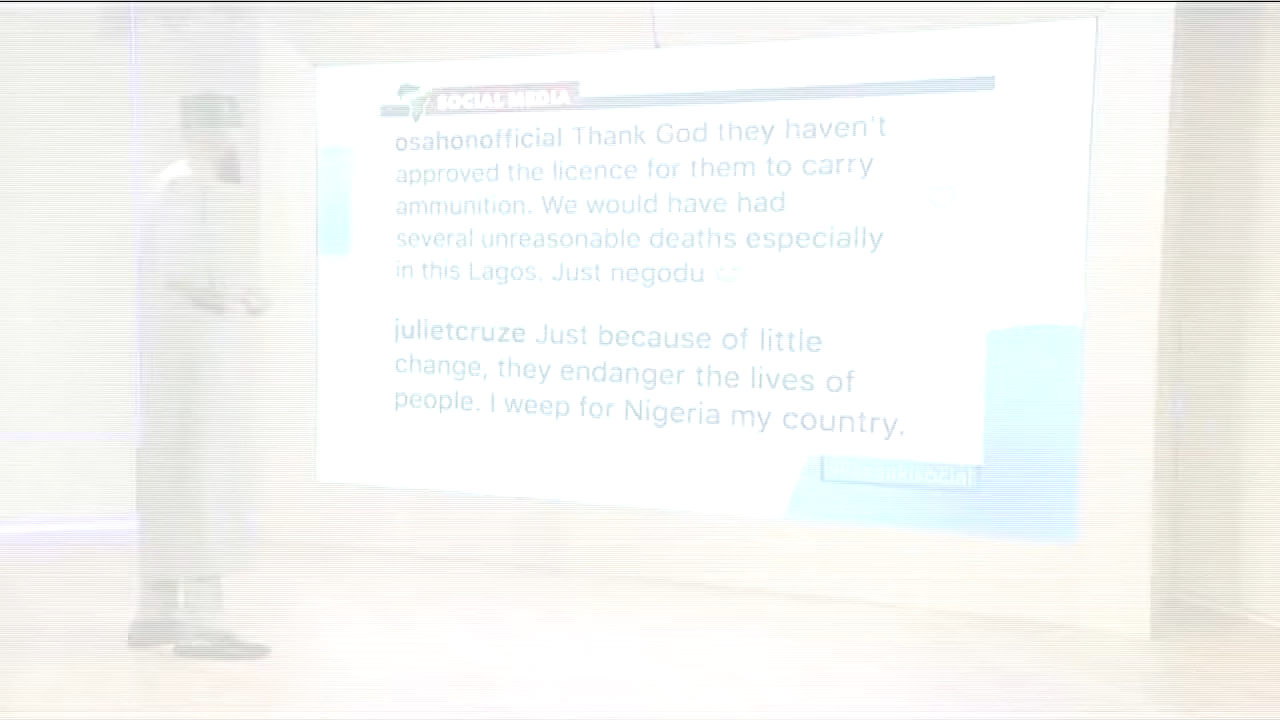 SOCIAL MEDIA
osahonofficial Thank God they haven't
approved the licence for them to carry
ammunition. We would have had
several unreasonable deaths especially
in this Lagos. Just negodu
julietcruze Just because of little
change, they endanger the lives of
people. I weep for Nigeria my country.